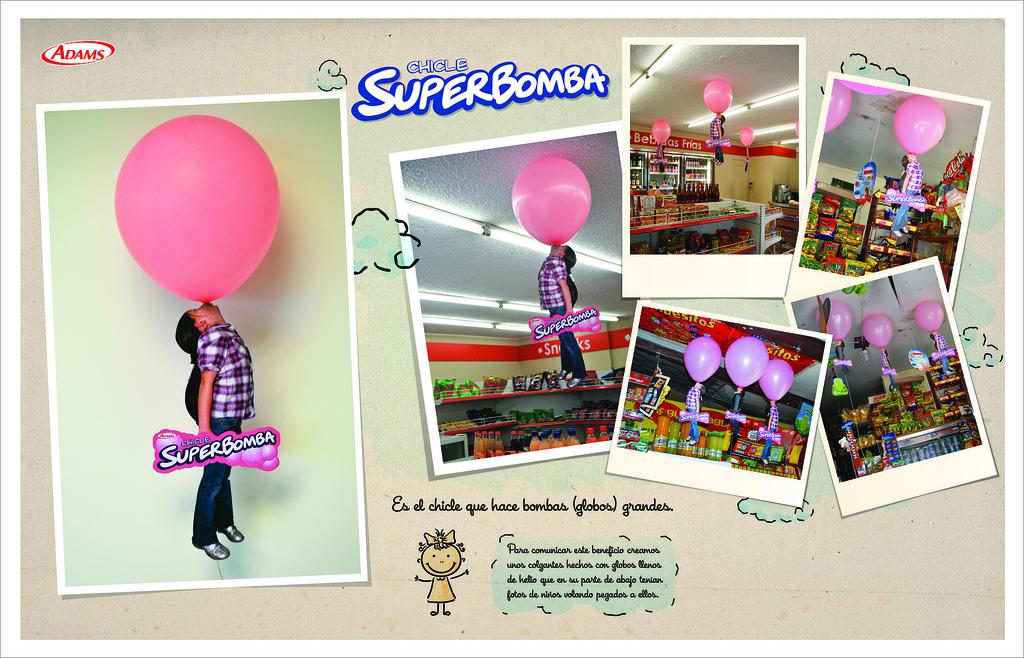 ADAMS
CHICLE
SUPERBOMBA
CHICLE
SUPERBOMBA
SUPERBOMBA
Snacks
Bebidas Frías
SUPERBOMBA
Es el chicle que hace bombas (globos) grandes.
Para comunicar este beneficio creamos
unos colgantes hechos con globos llenos
de helio que en su parte de abajo tenían
fotos de niños volando pegados a ellos.